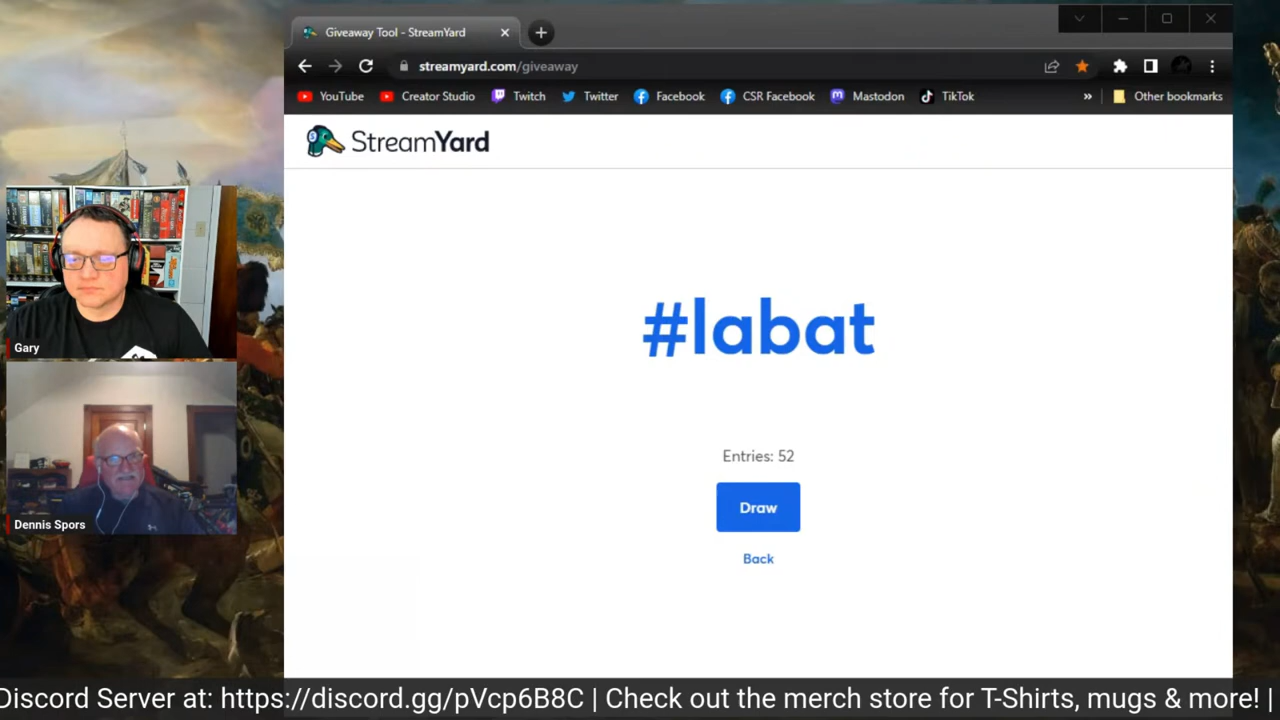 Giveaway Tool - StreamYard
streamyard.com/giveaway
YouTube
Creator Studio
Twitch
Twitter
Facebook
CSR Facebook
Mastodon
TikTok
»
Other bookmarks
StreamYard
#labat
Entries: 52
Draw
Back
Gary
Dennis Spors
Discord Server at: https://discord.gg/pVcp6B8C | Check out the merch store for T-Shirts, mugs & more! |